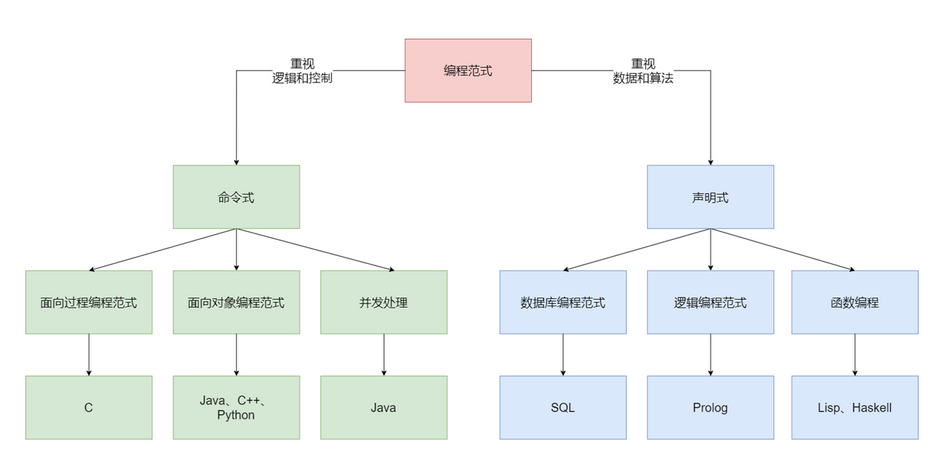 编程范式
重视
逻辑和控制
重视
数据和算法
命令式
声明式
面向过程编程范式
面向对象编程范式
并发处理
数据库编程范式
逻辑编程范式
函数编程
C
Java、C++、
Python
Java
SQL
Prolog
Lisp、Haskell